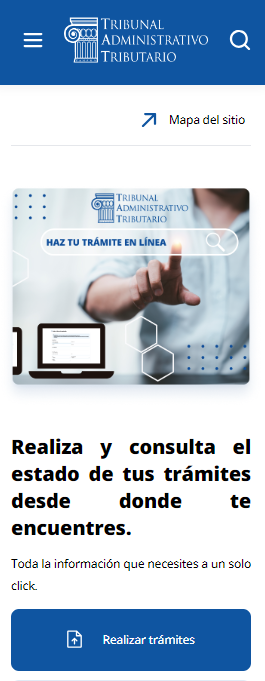 TRIBUNAL
ADMINISTRATIVO
TRIBUTARIO
Mapa del sitio
TRIBUNAL
ADMINISTRATIVO
TRIBUTARIO
HAZ TU TRÁMITE EN LÍNEA
Realiza y consulta el
estado de tus trámites
desde donde te
encuentres.
Toda la información que necesites a un solo
click.
Realizar trámites